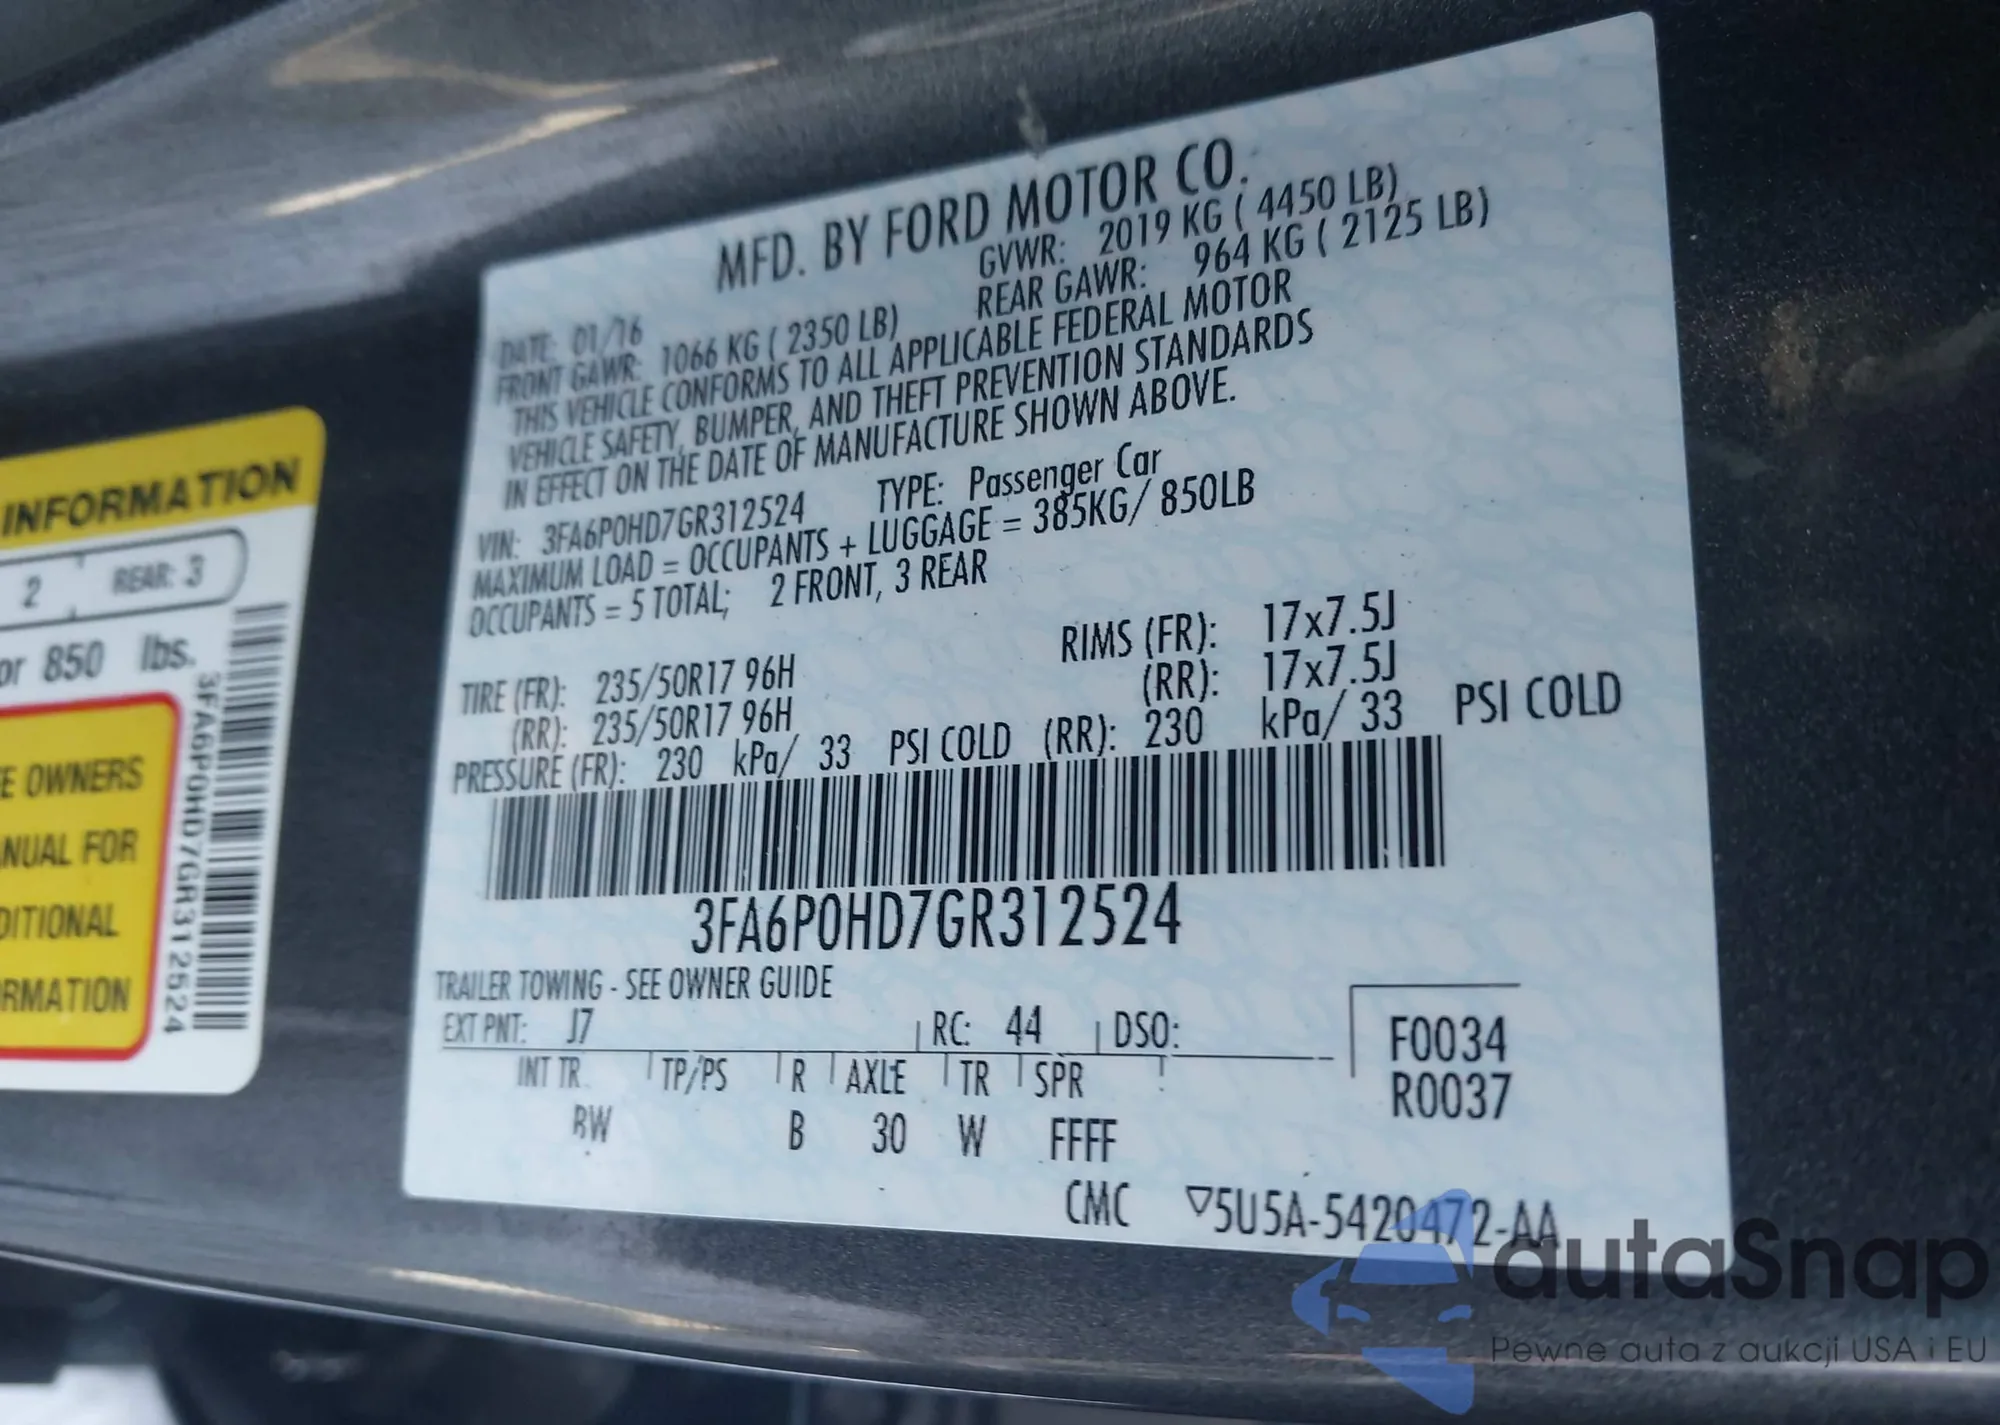 INFORMATION
2 REAR: 3
or 850 lbs.
E OWNERS
NUAL FOR
DITIONAL
RMATION
3FA6P0HD7GR312524
MFD. BY FORD MOTOR CO.
DATE: 01/16 GVWR: 2019 KG ( 4450 LB)
FRONT GAWR: 1066 KG ( 2350 LB) REAR GAWR: 964 KG ( 2125 LB)
THIS VEHICLE CONFORMS TO ALL APPLICABLE FEDERAL MOTOR
VEHICLE SAFETY, BUMPER, AND THEFT PREVENTION STANDARDS
IN EFFECT ON THE DATE OF MANUFACTURE SHOWN ABOVE.
VIN: 3FA6P0HD7GR312524 TYPE: Passenger Car
MAXIMUM LOAD = OCCUPANTS + LUGGAGE = 385KG/ 850LB
OCCUPANTS = 5 TOTAL; 2 FRONT, 3 REAR
TIRE (FR): 235/50R17 96H RIMS (FR): 17x7.5J
(RR): 235/50R17 96H (RR): 17x7.5J
PRESSURE (FR): 230 kPa/ 33 PSI COLD (RR): 230 kPa/ 33 PSI COLD
3FA6P0HD7GR312524
TRAILER TOWING - SEE OWNER GUIDE
EXT PNT: J7 RC: 44 DSO: F0034
INT TR TP/PS R AXLE TR SPR R0037
BW B 30 W FFFF
CMC ▽5U5A-5420472-AA
autaSnap
Pewne auta z aukcji USA i EU